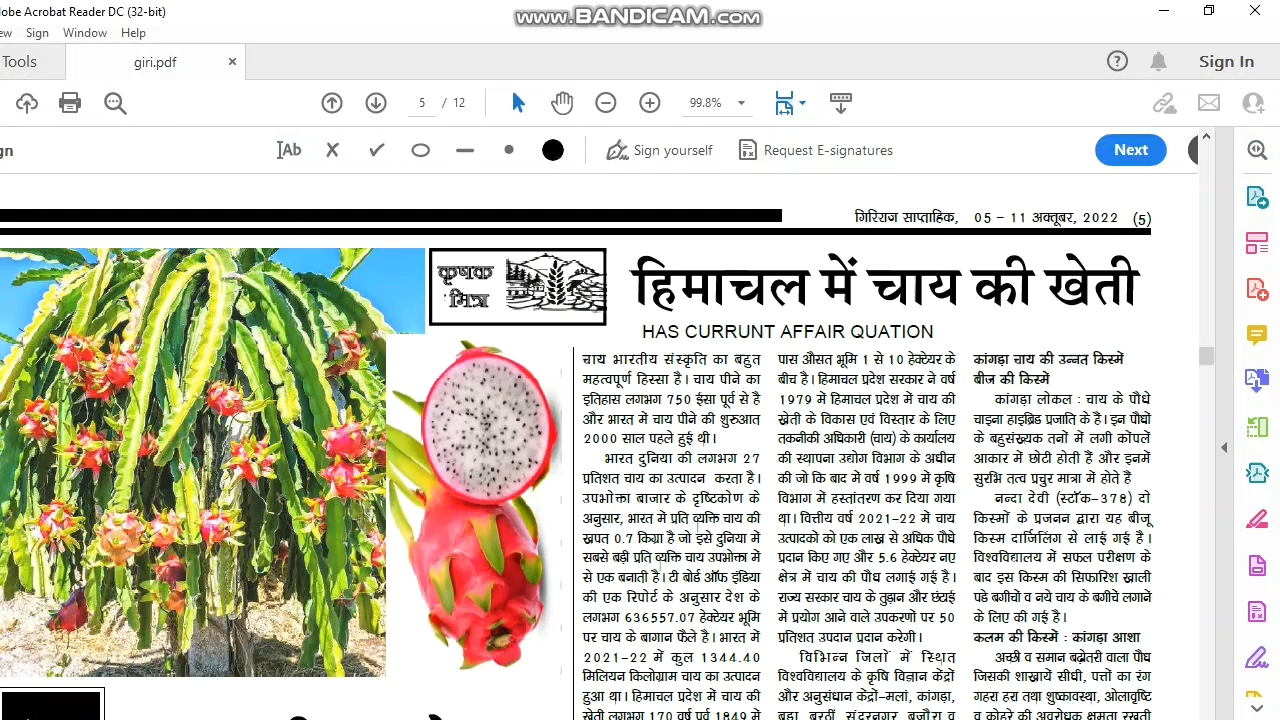 obe Acrobat Reader DC (32-bit)
www.BANDICAM.com
ew Sign Window Help
Tools
giri.pdf
Sign In
5 / 12
99.8%
gn
Ab
Sign yourself
Request E-signatures
Next
गिरिराज साप्ताहिक, 05 – 11 अक्तूबर, 2022 (5)
कृषक
मित्र
हिमाचल में चाय की खेती
HAS CURRUNT AFFAIR QUATION
चाय भारतीय संस्कृति का बहुत
महत्वपूर्ण हिस्सा है। चाय पीने का
इतिहास लगभग 750 ईसा पूर्व से है
और भारत में चाय पीने की शुरुआत
2000 साल पहले हुई थी।
भारत दुनिया की लगभग 27
प्रतिशत चाय का उत्पादन करता है।
उपभोक्ता बाजार के दृष्टिकोण के
अनुसार, भारत में प्रति व्यक्ति चाय की
खपत 0.7 किग्रा है जो इसे दुनिया में
सबसे बड़ी प्रति व्यक्ति चाय उपभोक्ता में
से एक बनाती है। टी बोर्ड ऑफ इंडिया
की एक रिपोर्ट के अनुसार देश के
लगभग 636557.07 हेक्टेयर भूमि
पर चाय के बागान फैले है। भारत में
2021-22 में कुल 1344.40
मिलियन किलोग्राम चाय का उत्पादन
हुआ था। हिमाचल प्रदेश में चाय की
खेती लगभग 170 वर्ष पूर्व 1849 में
पास औसत भूमि 1 से 10 हेक्टेयर के
बीच है। हिमाचल प्रदेश सरकार ने वर्ष
1979 में हिमाचल प्रदेश में चाय की
खेती के विकास एवं विस्तार के लिए
तकनीकी अधिकारी (चाय) के कार्यालय
की स्थापना उद्योग विभाग के अधीन
की जो कि बाद में वर्ष 1999 में कृषि
विभाग में हस्तांतरण कर दिया गया
था। वित्तीय वर्ष 2021-22 में चाय
उत्पादकों को एक लाख से अधिक पौधे
प्रदान किए गए और 5.6 हेक्टेयर नए
क्षेत्र में चाय की पौध लगाई गई है।
राज्य सरकार चाय के तुड़ान और छंटाई
में प्रयोग आने वाले उपकरणों पर 50
प्रतिशत उपदान प्रदान करेगी।
विभिन्न जिलों में स्थित
विश्वविद्यालय के कृषि विज्ञान केंद्रों
और अनुसंधान केंद्रों-मलां, कांगड़ा,
कांगड़ा चाय की उन्नत किस्में
बीज की किस्में
कांगड़ा लोकल : चाय के पौधे
चाइना हाइब्रिड प्रजाति के है। इन पौधों
के बहुसंख्यक तनों में लगी कोंपलें
आकार में छोटी होती हैं और इनमें
सुरभि तत्व प्रचुर मात्रा में होते है
नन्दा देवी (स्टॉक-378) दो
किस्मों के प्रजनन द्वारा यह बीजू
किस्म दार्जिलिंग से लाई गई है।
विश्वविद्यालय में सफल परीक्षण के
बाद इस किस्म की सिफारिश खाली
पडे बगीचों व नये चाय के बगीचे लगाने
के लिए की गई है।
कलम की किस्में : कांगड़ा आशा
अच्छी व समान बढ़ोतरी वाला पौध
जिसकी शाखायें सीधी, पत्तों का रंग
गहरा हरा तथा शुष्कावस्था, ओलावृष्टि
व कोहरे की अवरोधक क्षमता रखती